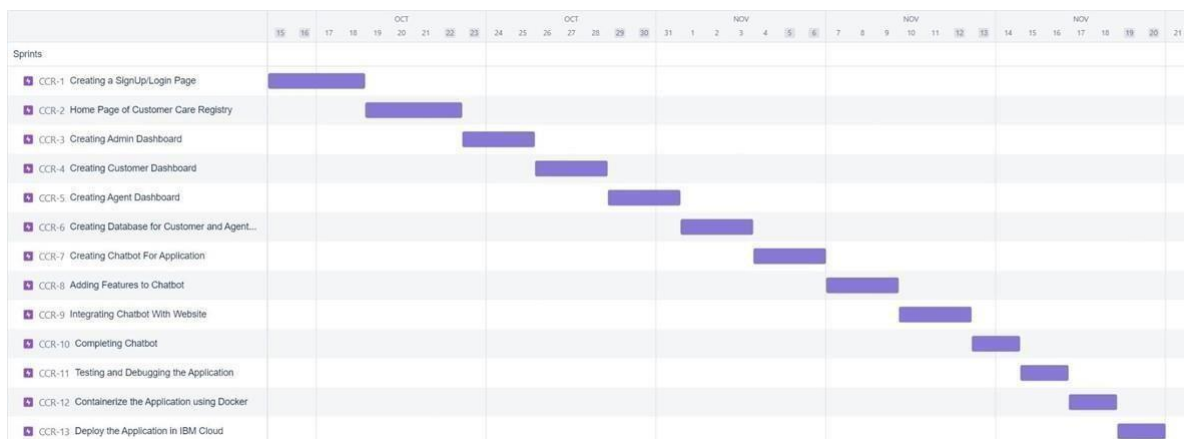 OCT OCT NOV NOV NOV
15 16 17 18 19 20 21 22 23 24 25 26 27 28 29 30 31 1 2 3 4 5 6 7 8 9 10 11 12 13 14 15 16 17 18 19 20 21
Sprints
CCR-1 Creating a SignUp/Login Page
CCR-2 Home Page of Customer Care Registry
CCR-3 Creating Admin Dashboard
CCR-4 Creating Customer Dashboard
CCR-5 Creating Agent Dashboard
CCR-6 Creating Database for Customer and Agent...
CCR-7 Creating Chatbot For Application
CCR-8 Adding Features to Chatbot
CCR-9 Integrating Chatbot With Website
CCR-10 Completing Chatbot
CCR-11 Testing and Debugging the Application
CCR-12 Containerize the Application using Docker
CCR-13 Deploy the Application in IBM Cloud